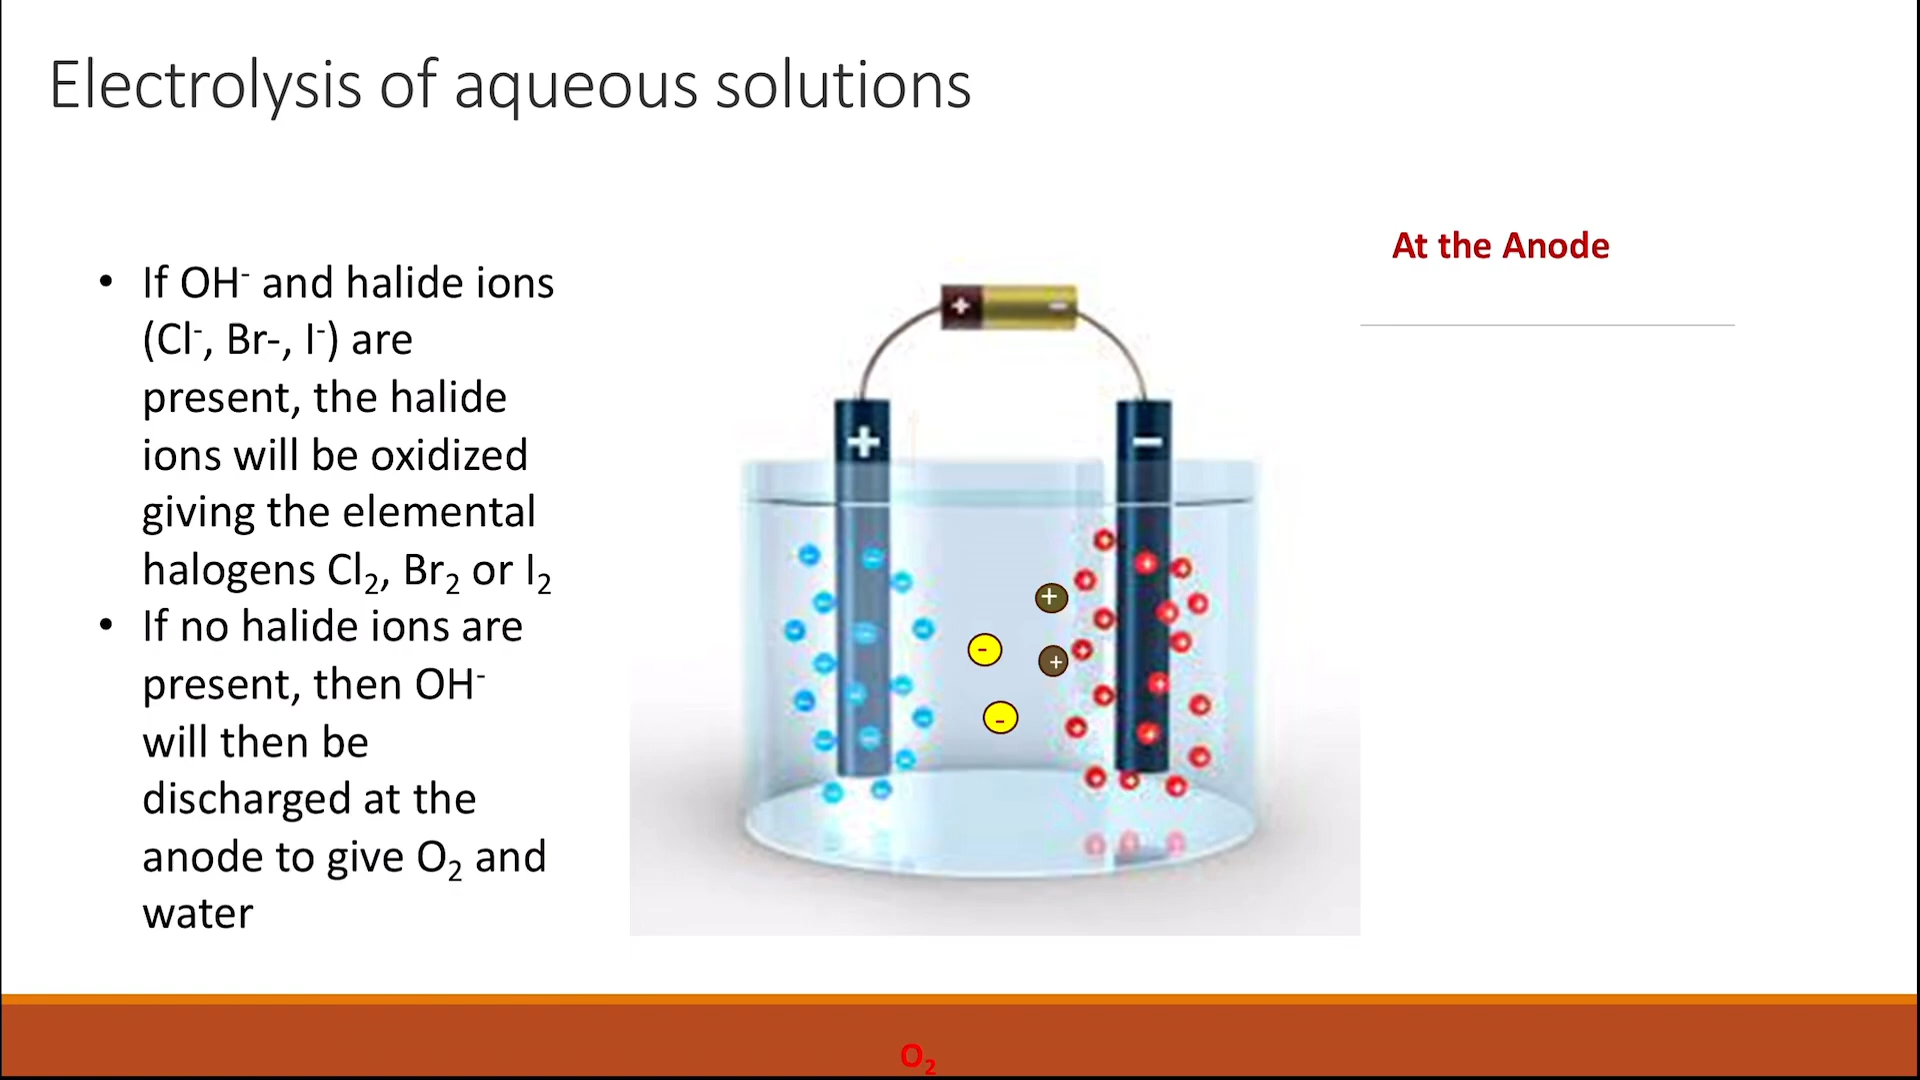 Electrolysis of aqueous solutions
• If OH⁻ and halide ions
(Cl⁻, Br-, I⁻) are
present, the halide
ions will be oxidized
giving the elemental
halogens Cl₂, Br₂ or I₂
• If no halide ions are
present, then OH⁻
will then be
discharged at the
anode to give O₂ and
water
At the Anode
+ -
+ -
+
-
+
-
O₂